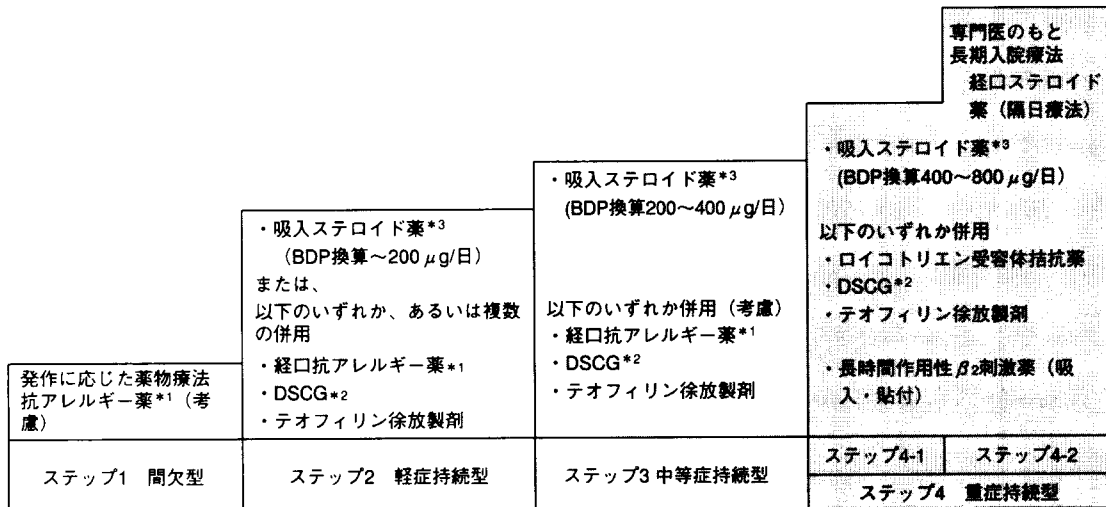 発作に応じた薬物療法
抗アレルギー薬*1(考
慮)
ステップ1 間欠型
・吸入ステロイド薬*3
(BDP換算~200μg/日)
または、
以下のいずれか、あるいは複数
の併用
・経口抗アレルギー薬*1
・DSCG*2
・テオフィリン徐放製剤
ステップ2 軽症持続型
・吸入ステロイド薬*3
(BDP換算200~400μg/日)
以下のいずれか併用(考慮)
・経口抗アレルギー薬*1
・DSCG*2
・テオフィリン徐放製剤
ステップ3 中等症持続型
専門医のもと
長期入院療法
経口ステロイド
薬(隔日療法)
・吸入ステロイド薬*3
(BDP換算400~800μg/日)
以下のいずれか併用
・ロイコトリエン受容体拮抗薬
・DSCG*2
・テオフィリン徐放製剤
・長時間作用性β2刺激薬(吸
入・貼付)
ステップ4-1
ステップ4-2
ステップ4 重症持続型